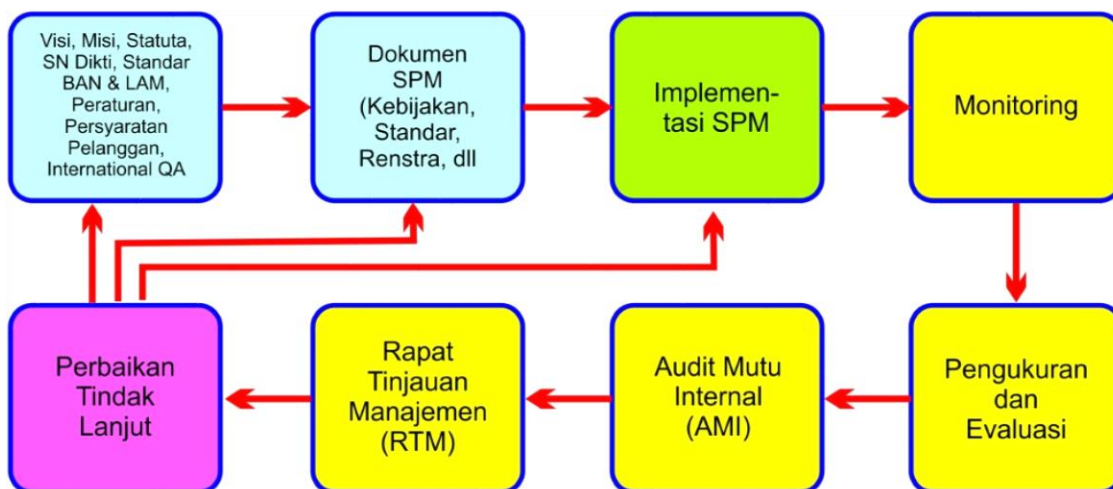 Visi, Misi, Statuta,
SN Dikti, Standar
BAN & LAM,
Peraturan,
Persyaratan
Pelanggan,
International QA
Dokumen
SPM
(Kebijakan,
Standar,
Renstra, dll
Implemen-
tasi SPM
Monitoring
Perbaikan
Tindak
Lanjut
Rapat
Tinjauan
Manajemen
(RTM)
Audit Mutu
Internal
(AMI)
Pengukuran
dan
Evaluasi